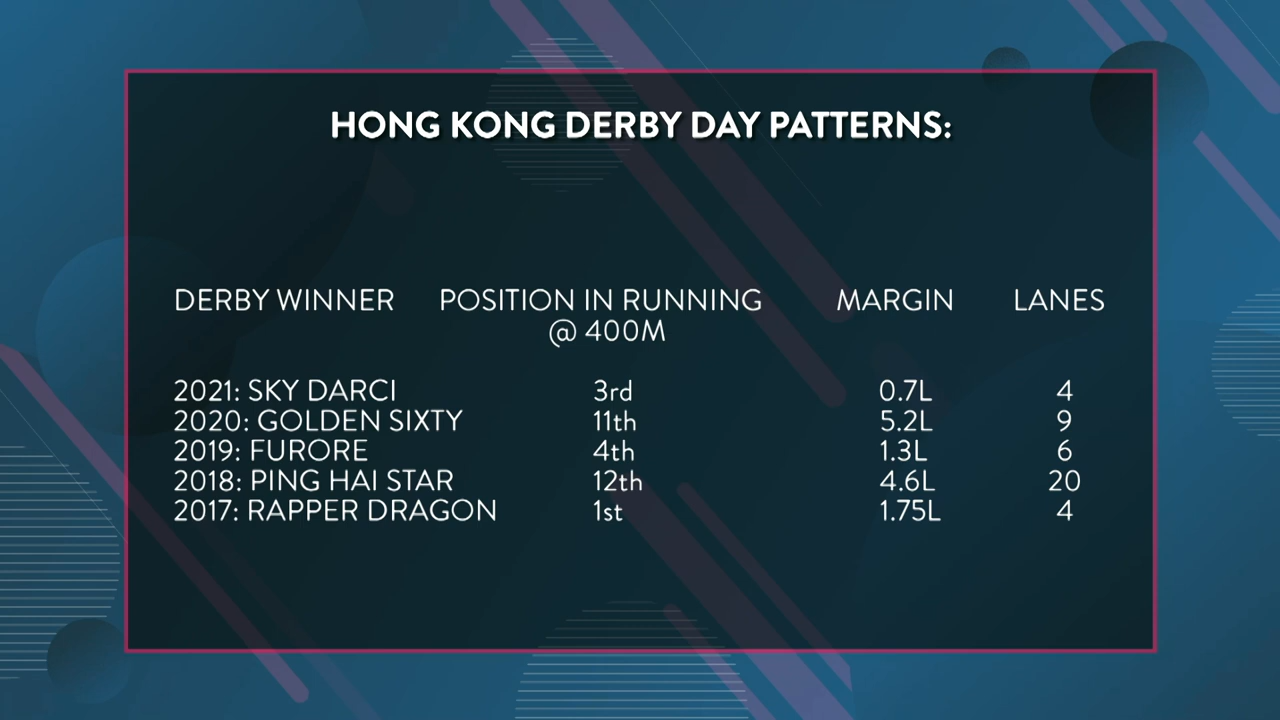 HONG KONG DERBY DAY PATTERNS:
DERBY WINNER POSITION IN RUNNING MARGIN LANES
@ 400M
2021: SKY DARCI 3rd 0.7L 4
2020: GOLDEN SIXTY 11th 5.2L 9
2019: FURORE 4th 1.3L 6
2018: PING HAI STAR 12th 4.6L 20
2017: RAPPER DRAGON 1st 1.75L 4